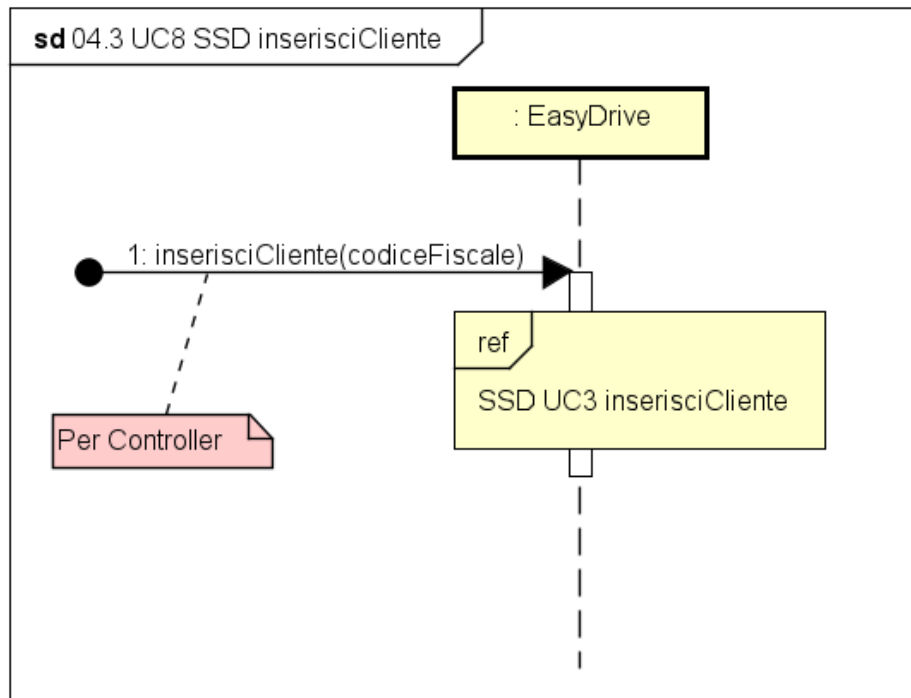 sd 04.3 UC8 SSD inserisciCliente
: EasyDrive
1: inserisciCliente(codiceFiscale)
ref
SSD UC3 inserisciCliente
Per Controller